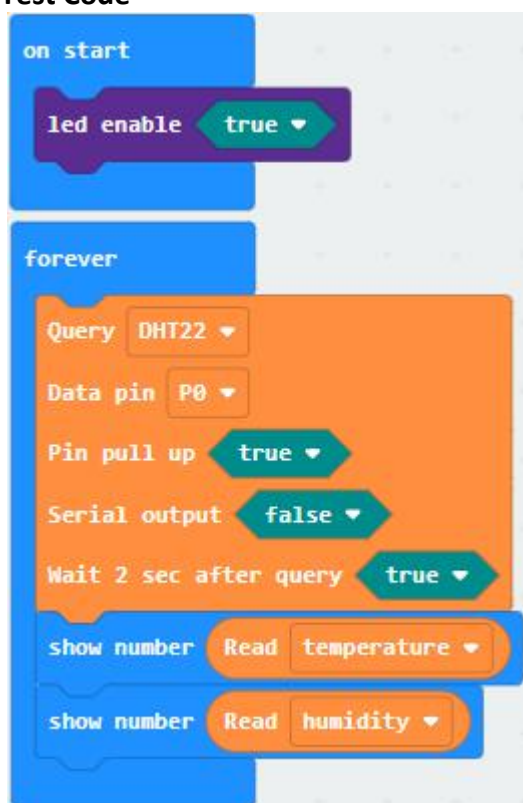 Test Code
on start
led enable true
forever
Query DHT22
Data pin P0
Pin pull up true
Serial output false
Wait 2 sec after query true
show number Read temperature
show number Read humidity